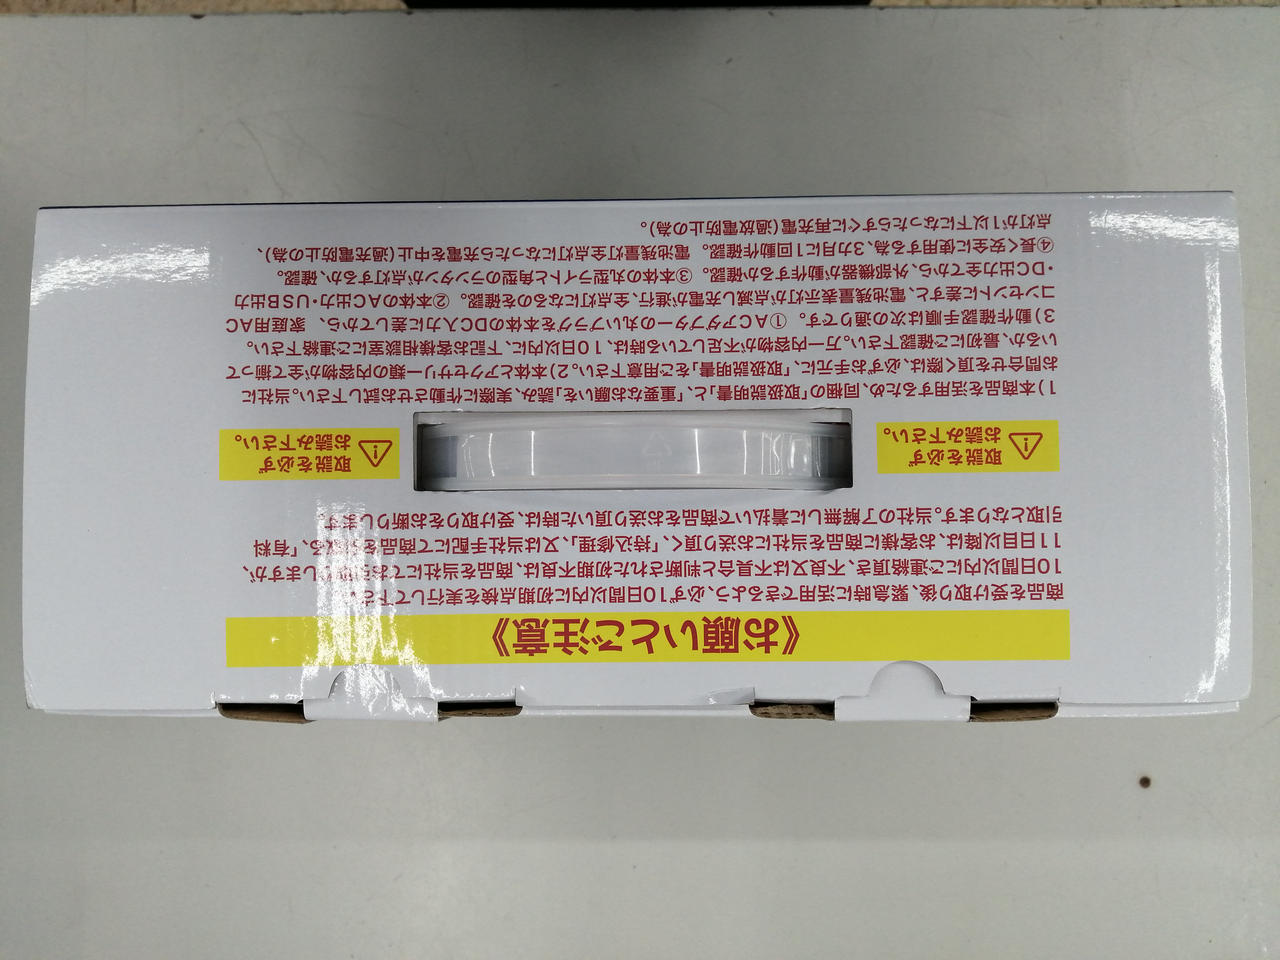 《お願いとご注意》
商品を受け取り後、緊急時に活用できるよう、必ず10日間以内に初期点検を実行して下さ
10日間以内にご連絡頂き、不良又は不具合と判断された初期不良は、商品を当社にてお引取りしますが、
11日目以降は、お客様に商品を当社にお送り頂く、「持込修理」、又は当社手配にて商品を引取る、「有料
引取となります。当社の了解無しに着払いで商品をお送り頂いた時は、受け取りをお断りします。
取説を必ず
お読み下さい。
取説を必ず
お読み下さい。
1)本商品を活用するため、同梱の「取扱説明書」と、「重要なお願い」を読み、実際に作動させお試し下さい。当社に
お問合せを頂く際は、必ずお手元に、「取扱説明書」をご用意下さい。2)本体とアクセサリー類の内容物が全て揃って
いるか、最初にご確認下さい。万一内容物が不足している時は、10日以内に、下記お客様相談室にご連絡下さい。
3)動作確認手順は次の通りです。①ACアダプターの丸いプラグを本体のDC入力に差してから、家庭用AC
コンセントに差すと、電池残量表示灯が点滅し充電が進行、全点灯になるのを確認。②本体のAC出力・USB出力
・DC出力全てから、外部機器が動作するか確認。③本体の丸型ライトと角型のランタンが点灯するか、確認。
④長く安全に使用する為、3カ月に1回動作確認。電池残量灯全点灯になったら充電を中止(過充電防止の為)、
点灯が1以下になったらすぐに再充電(過放電防止の為)。